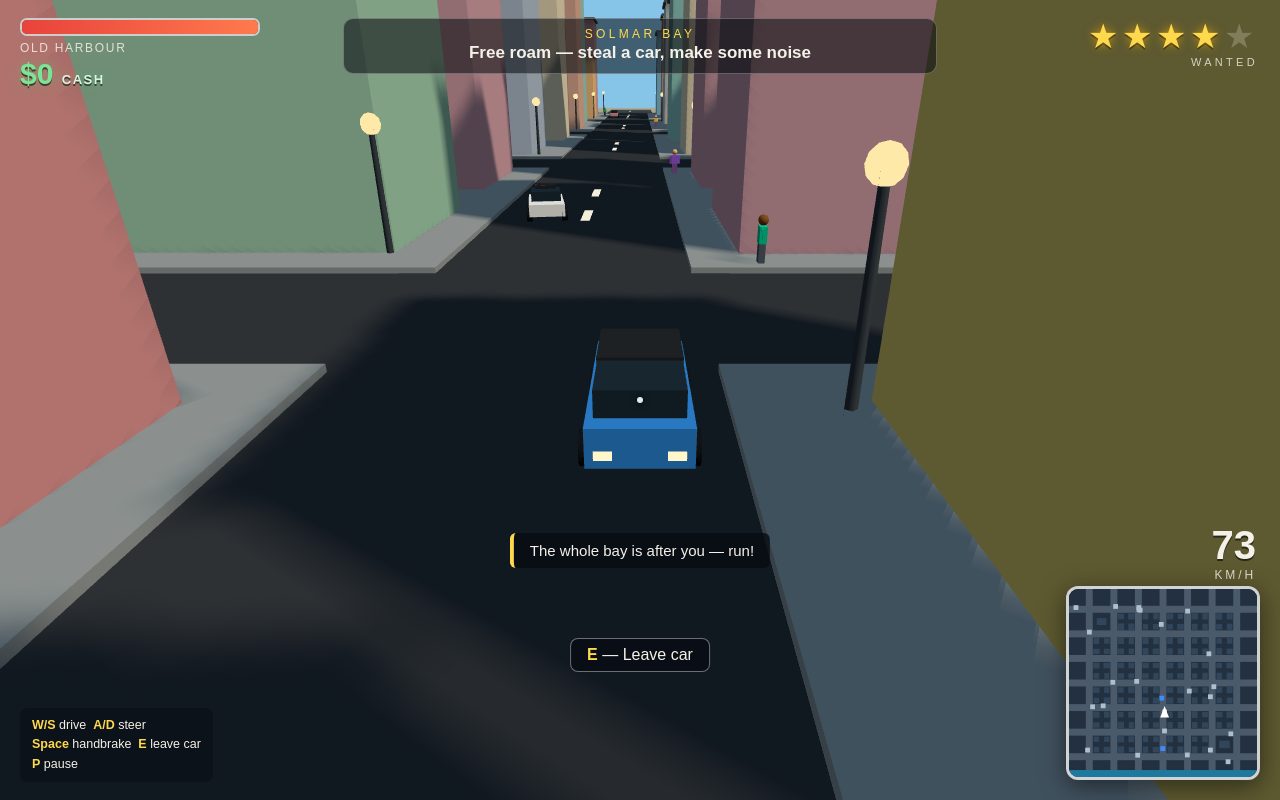 OLD HARBOUR
$0 CASH
SOLMAR BAY
Free roam — steal a car, make some noise
WANTED
The whole bay is after you — run!
E — Leave car
73
KM/H
W/S drive A/D steer
Space handbrake E leave car
P pause